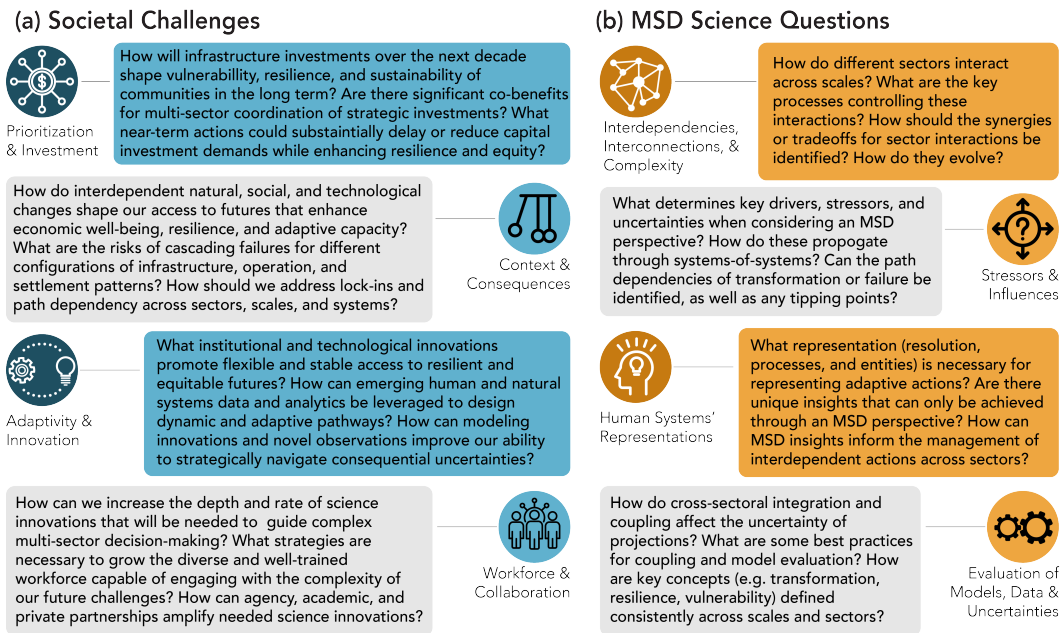 (a) Societal Challenges
Prioritization
& Investment
How will infrastructure investments over the next decade
shape vulnerabillity, resilience, and sustainability of
communities in the long term? Are there significant co-benefits
for multi-sector coordination of strategic investments? What
near-term actions could substaintially delay or reduce capital
investment demands while enhancing resilience and equity?
How do interdependent natural, social, and technological
changes shape our access to futures that enhance
economic well-being, resilience, and adaptive capacity?
What are the risks of cascading failures for different
configurations of infrastructure, operation, and
settlement patterns? How should we address lock-ins and
path dependency across sectors, scales, and systems?
Context &
Consequences
Adaptivity &
Innovation
What institutional and technological innovations
promote flexible and stable access to resilient and
equitable futures? How can emerging human and natural
systems data and analytics be leveraged to design
dynamic and adaptive pathways? How can modeling
innovations and novel observations improve our ability
to strategically navigate consequential uncertainties?
How can we increase the depth and rate of science
innovations that will be needed to guide complex
multi-sector decision-making? What strategies are
necessary to grow the diverse and well-trained
workforce capable of engaging with the complexity of
our future challenges? How can agency, academic, and
private partnerships amplify needed science innovations?
Workforce &
Collaboration
(b) MSD Science Questions
Interdependencies,
Interconnections, &
Complexity
How do different sectors interact
across scales? What are the key
processes controlling these
interactions? How should the synergies
or tradeoffs for sector interactions be
identified? How do they evolve?
What determines key drivers, stressors, and
uncertainties when considering an MSD
perspective? How do these propogate
through systems-of-systems? Can the path
dependencies of transformation or failure be
identified, as well as any tipping points?
Stressors &
Influences
Human Systems'
Representations
What representation (resolution,
processes, and entities) is necessary for
representing adaptive actions? Are there
unique insights that can only be achieved
through an MSD perspective? How can
MSD insights inform the management of
interdependent actions across sectors?
How do cross-sectoral integration and
coupling affect the uncertainty of
projections? What are some best practices
for coupling and model evaluation? How
are key concepts (e.g. transformation,
resilience, vulnerability) defined
consistently across scales and sectors?
Evaluation of
Models, Data &
Uncertainties